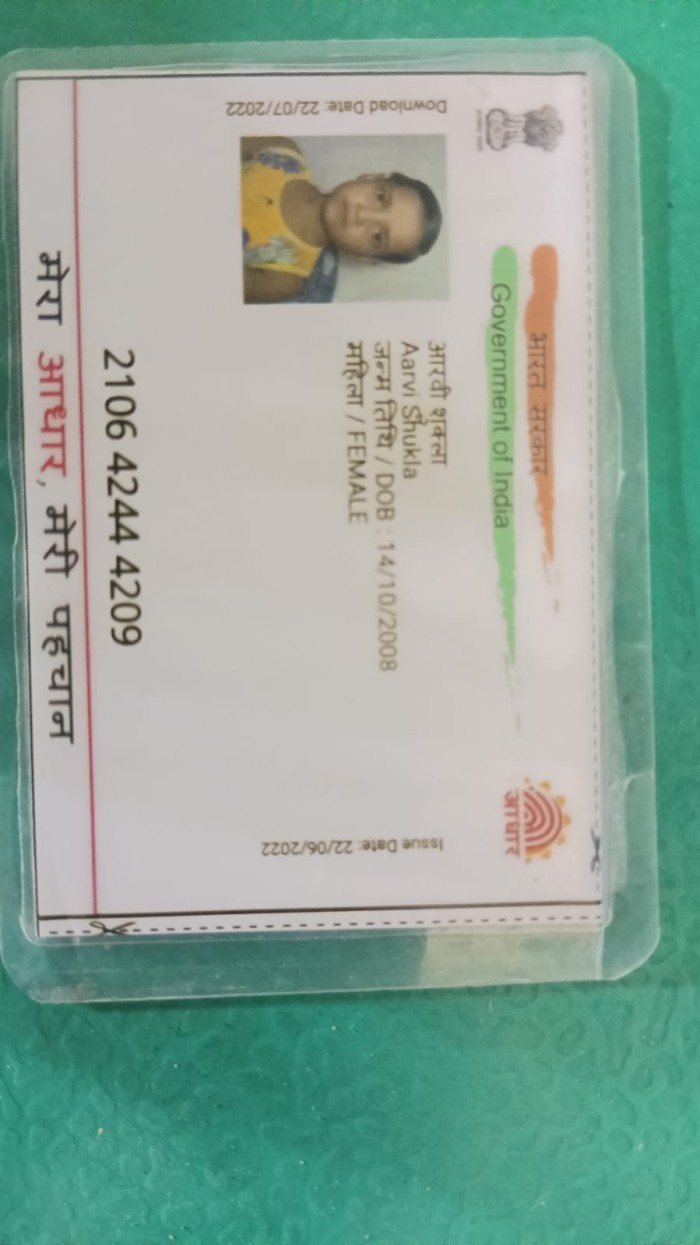 भारत सरकार
Government of India
आधार
Download Date: 22/07/2022
आरवी शुक्ला
Aarvi Shukla
जन्म तिथि / DOB : 14/10/2008
महिला / FEMALE
Issue Date: 22/06/2022
2106 4244 4209
मेरा आधार, मेरी पहचान